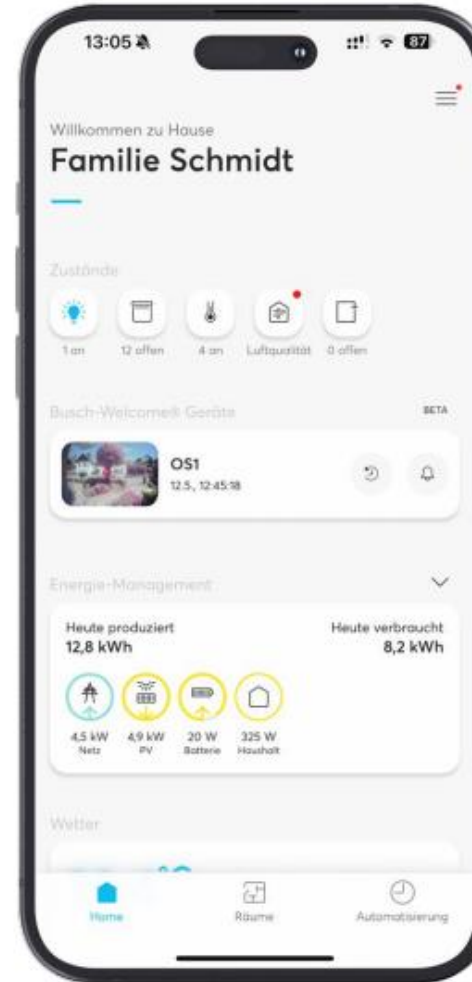 13:05
87
Willkommen zu Hause
Familie Schmidt
Zustände
1 an
12 offen
4 an
Luftqualität
0 offen
Busch-Welcome® Geräte
BETA
OS1
12.5., 12:45:18
Energie-Management
Heute produziert
Heute verbraucht
12,8 kWh
8,2 kWh
4,5 kW
4,9 kW
20 W
325 W
Netz
PV
Batterie
Haushalt
Wetter
Home
Räume
Automatisierung